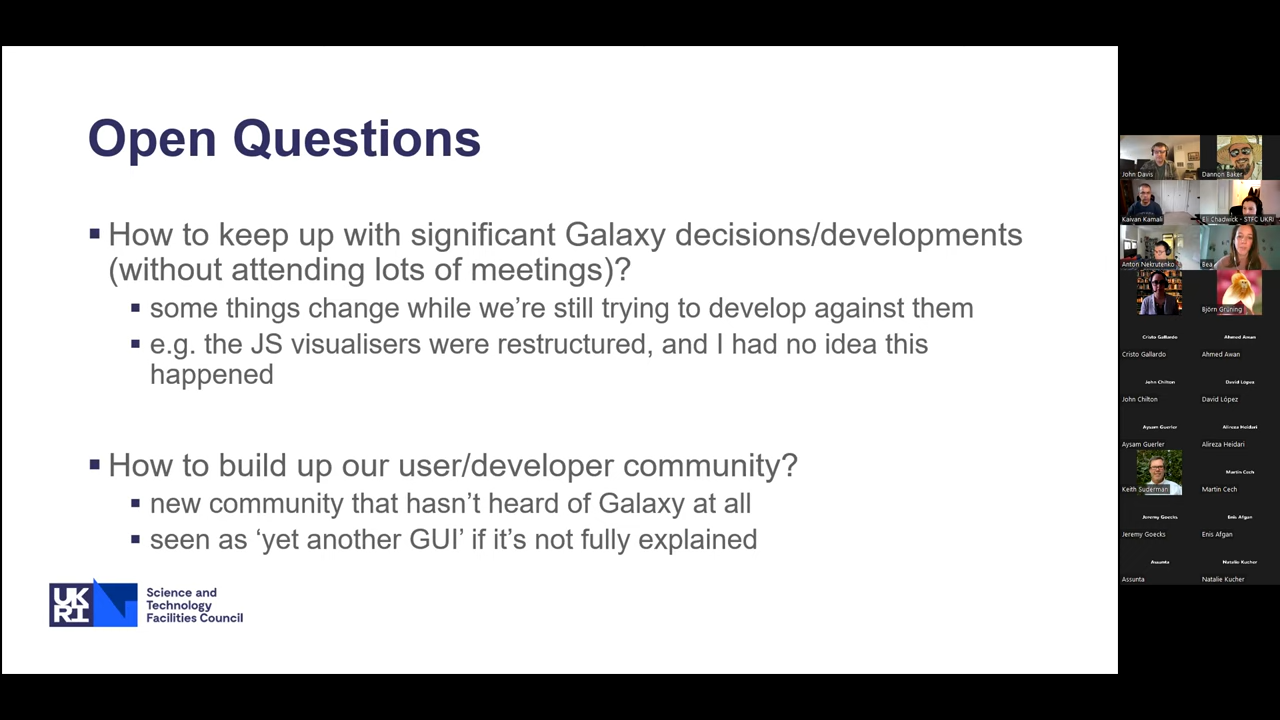 Open Questions
▪ How to keep up with significant Galaxy decisions/developments
(without attending lots of meetings)?
▪ some things change while we’re still trying to develop against them
▪ e.g. the JS visualisers were restructured, and I had no idea this
happened
▪ How to build up our user/developer community?
▪ new community that hasn’t heard of Galaxy at all
▪ seen as ‘yet another GUI’ if it’s not fully explained
UK
RI
Science and
Technology
Facilities Council
John Davis
Dannon Baker
Kaivan Kamali
Eli Chadwick - STFC UKRI
Anton Nekrutenko
Bea
Björn Grüning
Cristo Gallardo
Ahmed Awan
Cristo Gallardo
Ahmed Awan
John Chilton
David López
John Chilton
David López
Aysam Guerler
Alireza Heidari
Aysam Guerler
Alireza Heidari
Martin Cech
Keith Suderman
Martin Cech
Jeremy Goecks
Enis Afgan
Jeremy Goecks
Enis Afgan
Assunta
Natalie Kucher
Assunta
Natalie Kucher